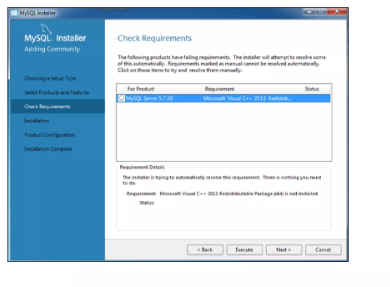 MySQL Installer
MySQL. Installer
Adding Community
Choosing a Setup Type
Select Products and Features
Check Requirements
Installation
Product Configuration
Installation Complete
Check Requirements
The following products have failing requirements. The installer will attempt to resolve some
of this automatically. Requirements marked as manual cannot be resolved automatically.
Click on those items to try and resolve them manually.
For Product Requirement Status
MySQL Server 5.7.20 Microsoft Visual C++ 2013 Redistrib...
Requirement Details
The installer is trying to automatically resolve this requirement. There is nothing you need
to do.
Requirement: Microsoft Visual C++ 2013 Redistributable Package (x64) is not installed
Status:
< Back Execute Next > Cancel